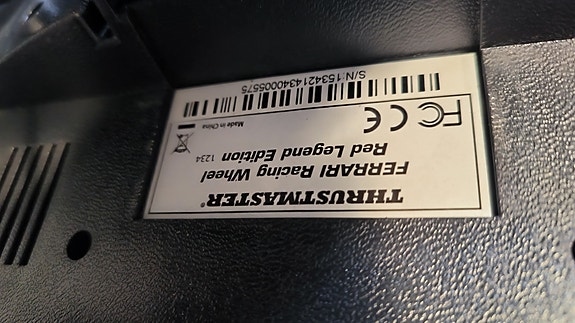 THRUSTMASTER®
FERRARI Racing Wheel
Red Legend Edition 1234
FC CE
Made in China
S/N:1534214340005575